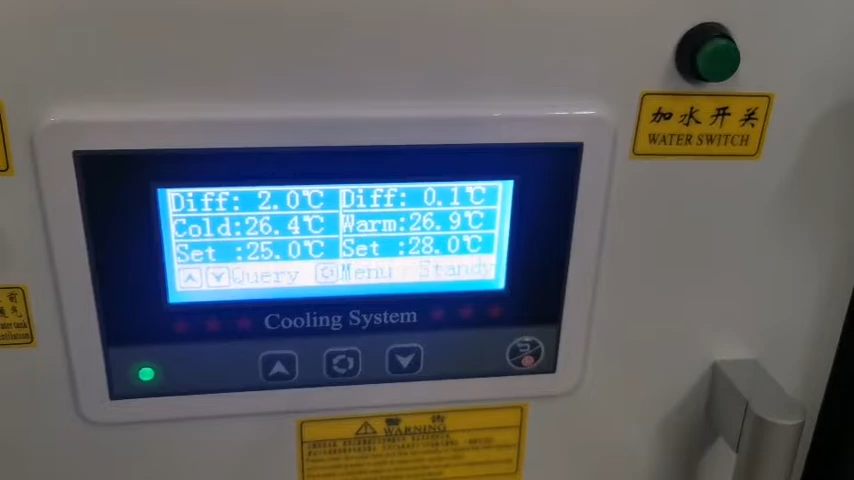 加水开关
WATER SWITCH
Diff: 2.0℃ Diff: 0.1℃
Cold:26.4℃ Warm:26.9℃
Set :25.0℃ Set :28.0℃
Query Menu Standy
Cooling System
WARNING